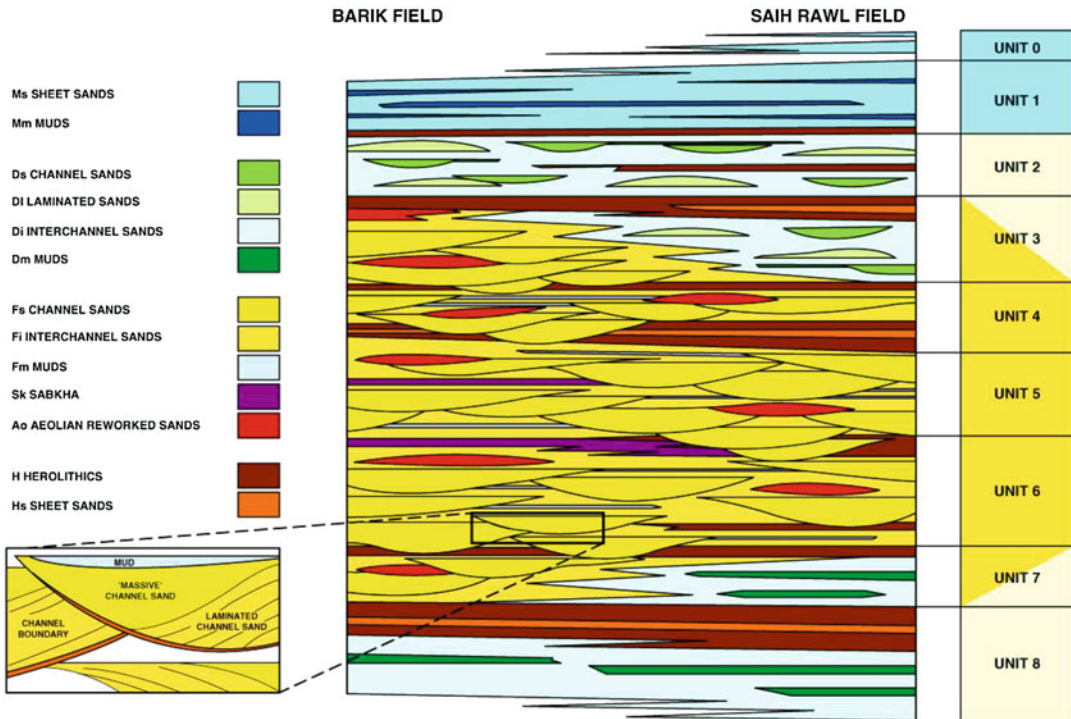 BARIK FIELD
SAIH RAWL FIELD
Ms SHEET SANDS
Mm MUDS
Ds CHANNEL SANDS
Dl LAMINATED SANDS
Di INTERCHANNEL SANDS
Dm MUDS
Fs CHANNEL SANDS
Fi INTERCHANNEL SANDS
Fm MUDS
Sk SABKHA
Ao AEOLIAN REWORKED SANDS
H HEROLITHICS
Hs SHEET SANDS
UNIT 0
UNIT 1
UNIT 2
UNIT 3
UNIT 4
UNIT 5
UNIT 6
UNIT 7
UNIT 8
MUD
'MASSIVE'
CHANNEL SAND
CHANNEL
BOUNDARY
LAMINATED
CHANNEL SAND